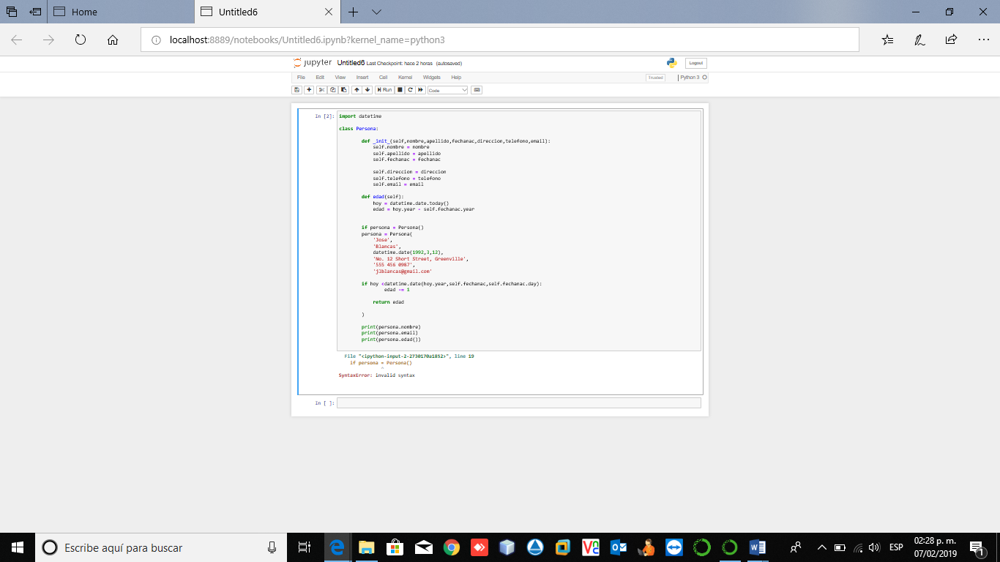 Home
Untitled6
localhost:8889/notebooks/Untitled6.ipynb?kernel_name=python3
jupyter Untitled6 Last Checkpoint: hace 2 horas (autosaved)
Logout
File Edit View Insert Cell Kernel Widgets Help
Trusted
Python 3
Run
Code
In [2]:
import datetime
class Persona:
def _init_(self,nombre,apellido,fechanac,direccion,telefono,email):
self.nombre = nombre
self.apellido = apellido
self.fechanac = fechanac
self.direccion = direccion
self.telefono = telefono
self.email = email
def edad(self):
hoy = datetime.date.today()
edad = hoy.year - self.fechanac.year
if persona = Persona()
persona = Persona(
'Jose',
'Blancas',
datetime.date(1992,3,12),
'No. 12 Short Street, Greenville',
'555 456 0987',
'jlblancas@gmail.com'
if hoy <datetime.date(hoy.year,self.fechanac,self.fechanac.day):
edad -= 1
return edad
)
print(persona.nombre)
print(persona.email)
print(persona.edad())
File "<ipython-input-2-2730170a1852>", line 19
if persona = Persona()
^
SyntaxError: invalid syntax
In [ ]:
Escribe aquí para buscar
ESP
02:28 p. m.
07/02/2019
1